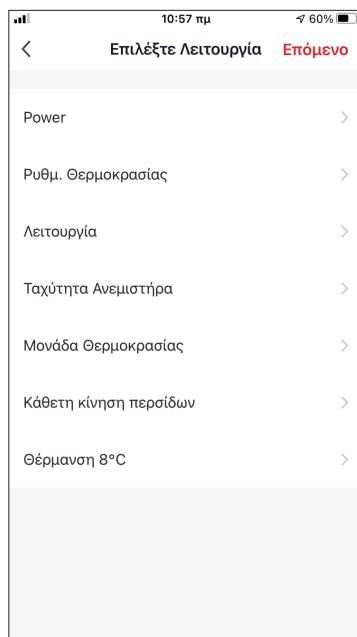 10:57 πμ 60%
Επιλέξτε Λειτουργία Επόμενο
Power
Ρυθμ. Θερμοκρασίας
Λειτουργία
Ταχύτητα Ανεμιστήρα
Μονάδα Θερμοκρασίας
Κάθετη κίνηση περσίδων
Θέρμανση 8°C